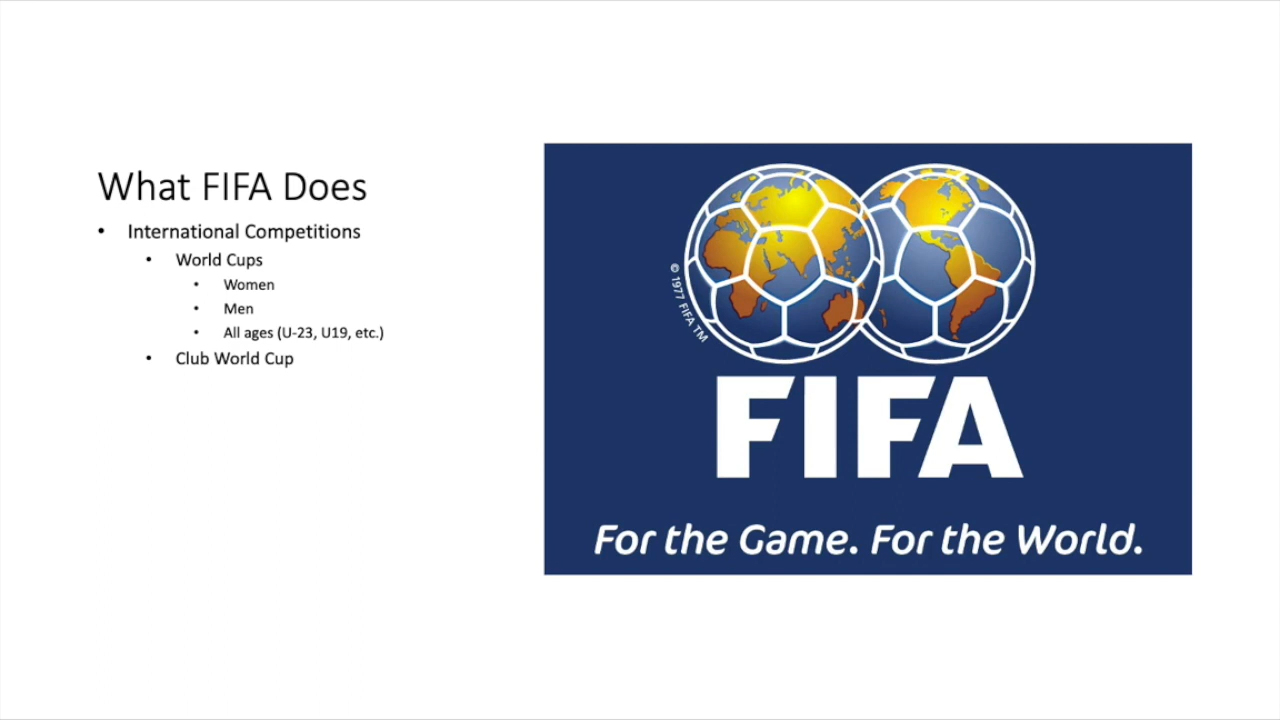 What FIFA Does
• International Competitions
• World Cups
• Women
• Men
• All ages (U-23, U19, etc.)
• Club World Cup
© 1977 FIFA TM
FIFA
For the Game. For the World.